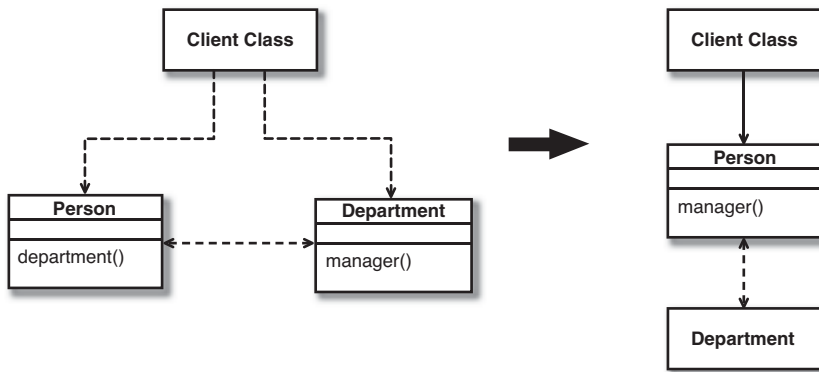 Client Class
Person
department()
Department
manager()
Client Class
Person
manager()
Department